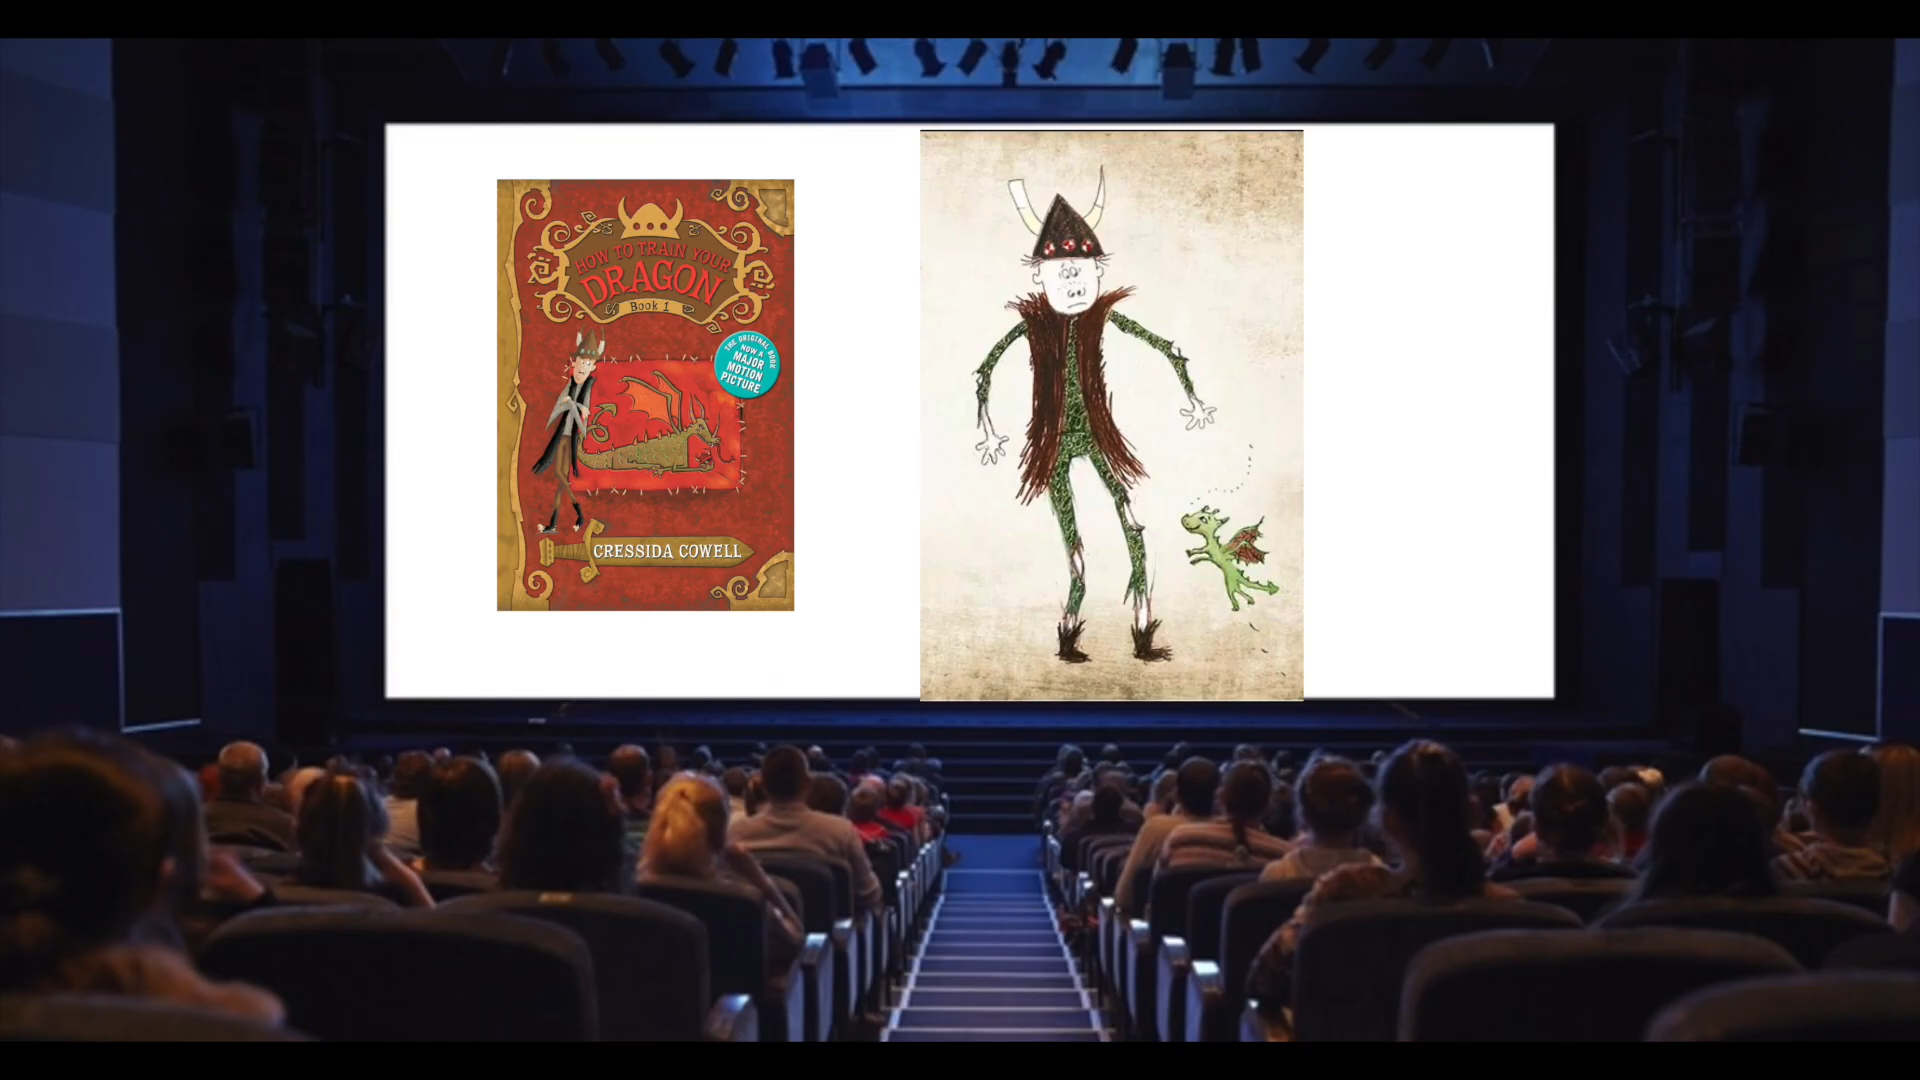 HOW TO TRAIN YOUR
DRAGON
Book 1
THE ORIGINAL BOOK
NOW A
MAJOR
MOTION
PICTURE
CRESSIDA COWELL